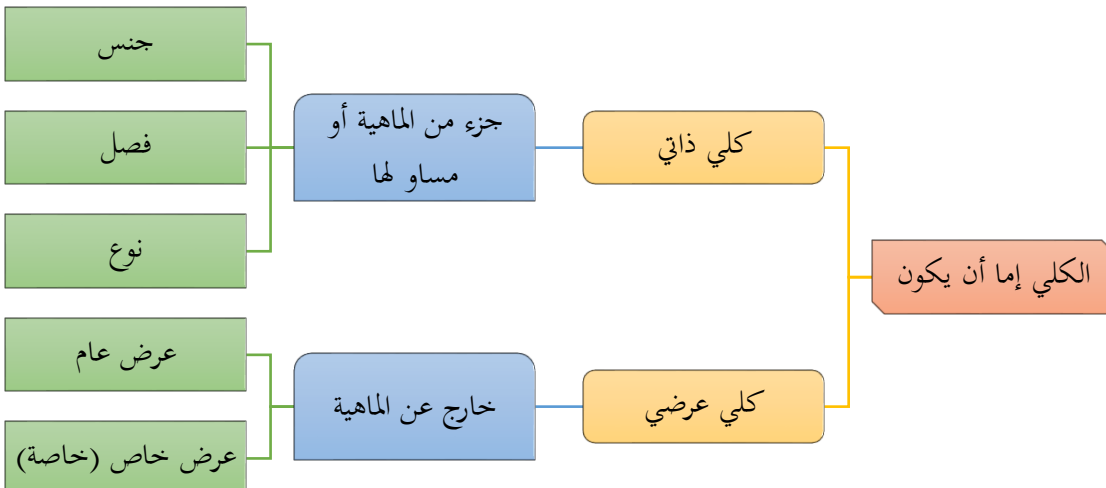 الكلي إما أن يكون
كلي ذاتي
جزء من الماهية أو
مساو لها
جنس
فصل
نوع
كلي عرضي
خارج عن الماهية
عرض عام
عرض خاص (خاصة)